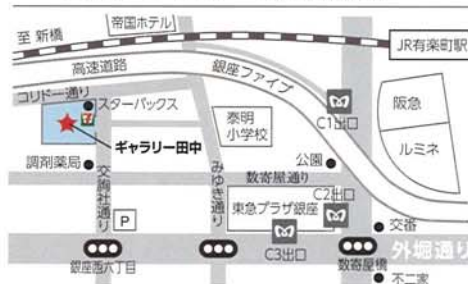 帝国ホテル
至 新橋
JR有楽町駅
高速道路
銀座ファイブ
コリドー通り
スターバックス
C1出口
阪急
ルミネ
7
ギャラリー田中
泰明
小学校
公園
調剤薬局
数寄屋通り
交詢社通り
みゆき通り
P
東急プラザ銀座
C2出口
C3出口
交番
外堀通り
銀座西六丁目
数寄屋橋
不二家